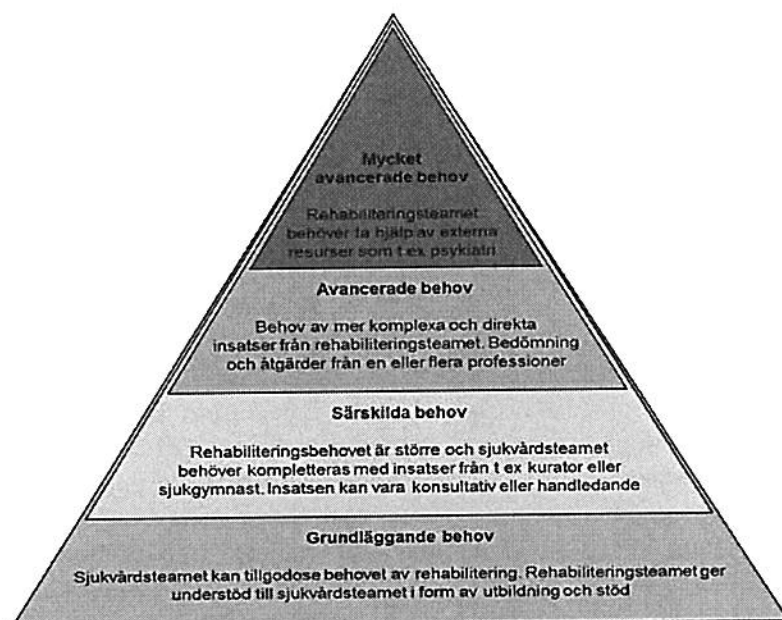 Mycket
avancerade behov
Rehabiliteringsteamet
behöver ta hjälp av externa
resurser som t ex psykiatri
Avancerade behov
Behov av mer komplexa och direkta
insatser från rehabiliteringsteamet. Bedömning
och åtgärder från en eller flera professioner
Särskilda behov
Rehabiliteringsbehovet är större och sjukvårdsteamet
behöver kompletteras med insatser från t ex kurator eller
sjukgymnast. Insatsen kan vara konsultativ eller handledande
Grundläggande behov
Sjukvårdsteamet kan tillgodose behovet av rehabilitering. Rehabiliteringsteamet ger
understöd till sjukvårdsteamet i form av utbildning och stöd